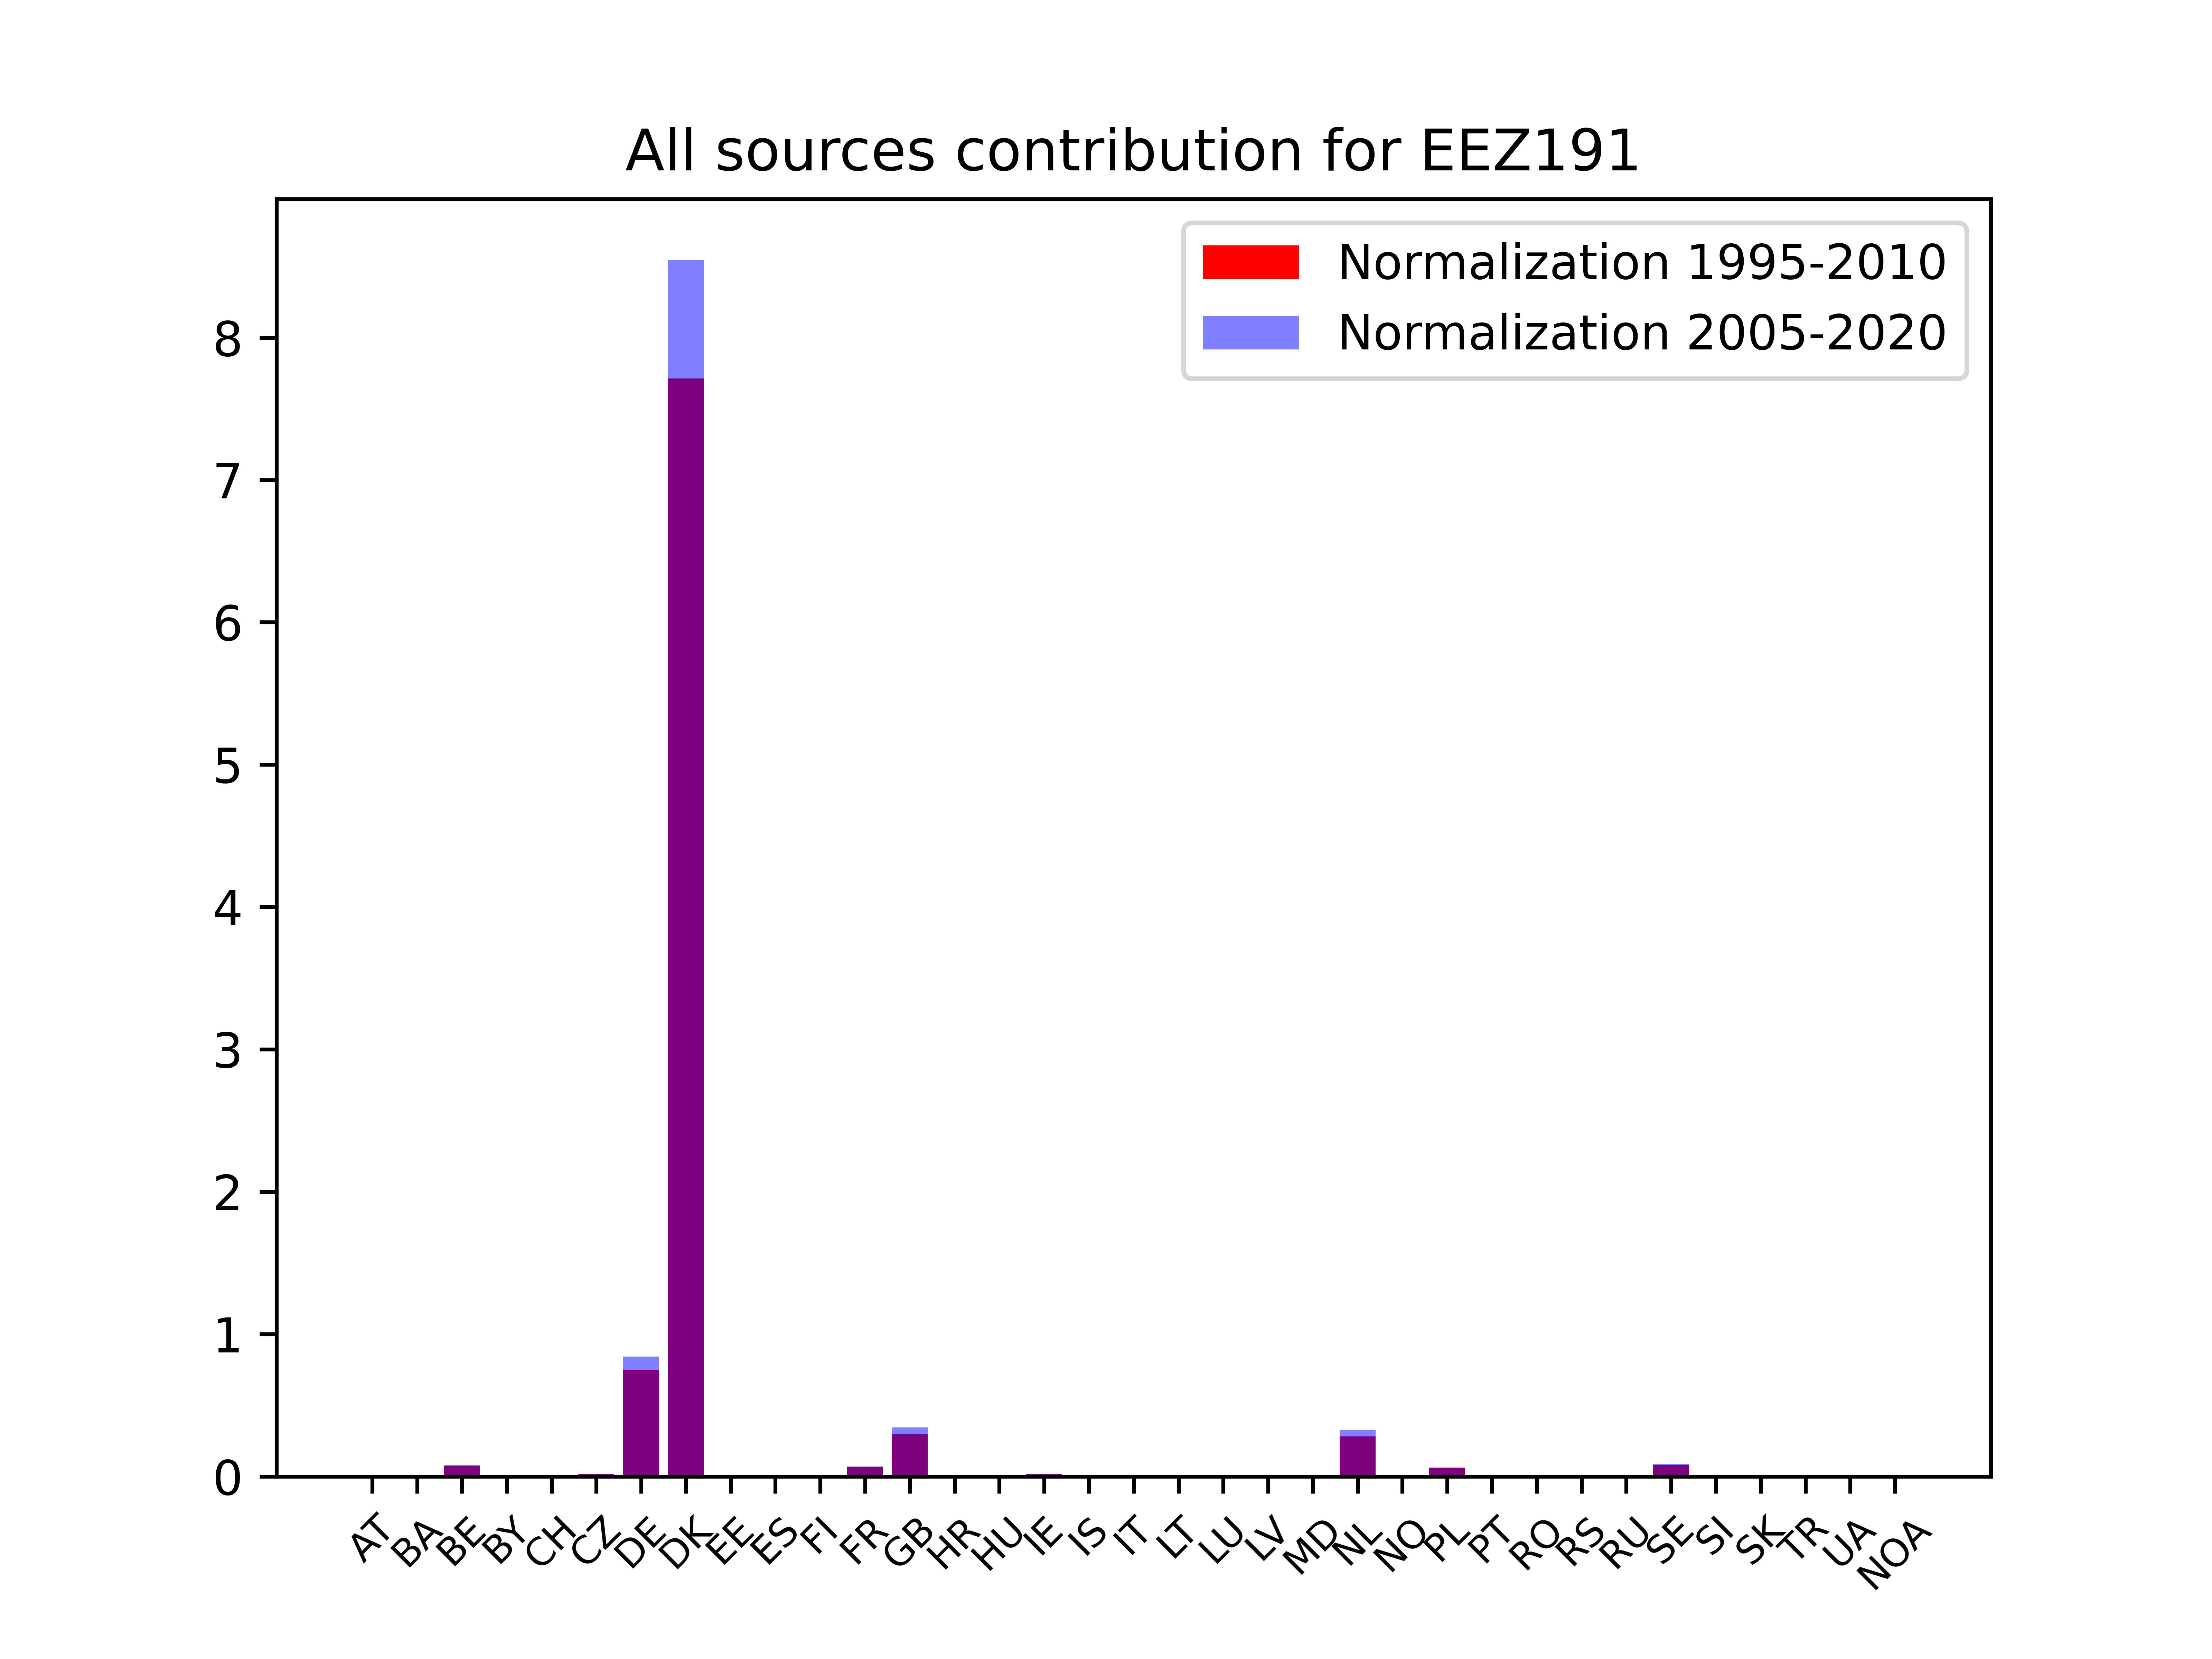 All sources contribution for EEZ191
Normalization 1995-2010
Normalization 2005-2020
8
7
6
5
4
3
2
1
0
AT BA BE BY CH CZ DE DK EE ES FI FR GB HR HU IE IS IT LT LU LV MD NL NO PL PT RO RS RU SE SI SK TR UA NOA